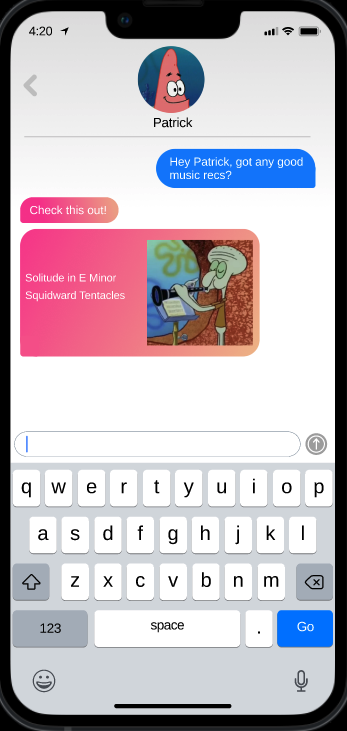 4:20
Patrick
Hey Patrick, got any good
music recs?
Check this out!
Solitude in E Minor
Squidward Tentacles
q w e r t y u i o p
a s d f g h j k l
z x c v b n m
123 space . Go